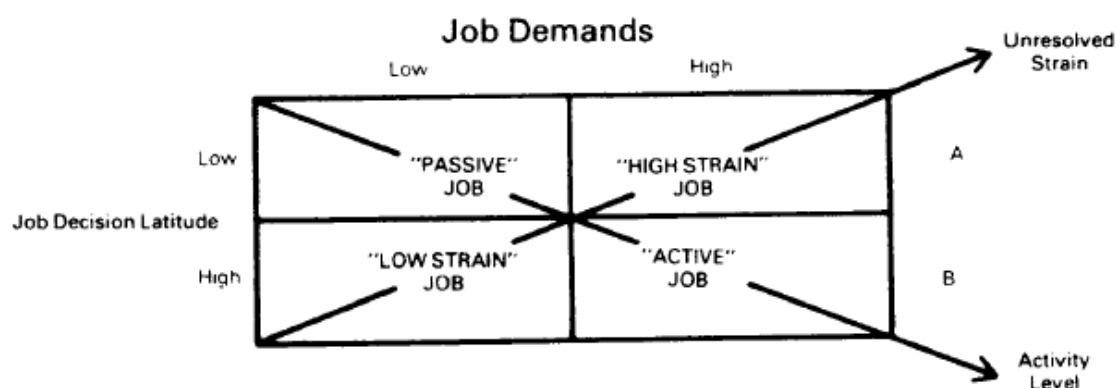 Job Demands
Unresolved
Strain
Low
High
Low
"PASSIVE"
JOB
"HIGH STRAIN"
JOB
A
Job Decision Latitude
High
"LOW STRAIN"
JOB
"ACTIVE"
JOB
B
Activity
Level